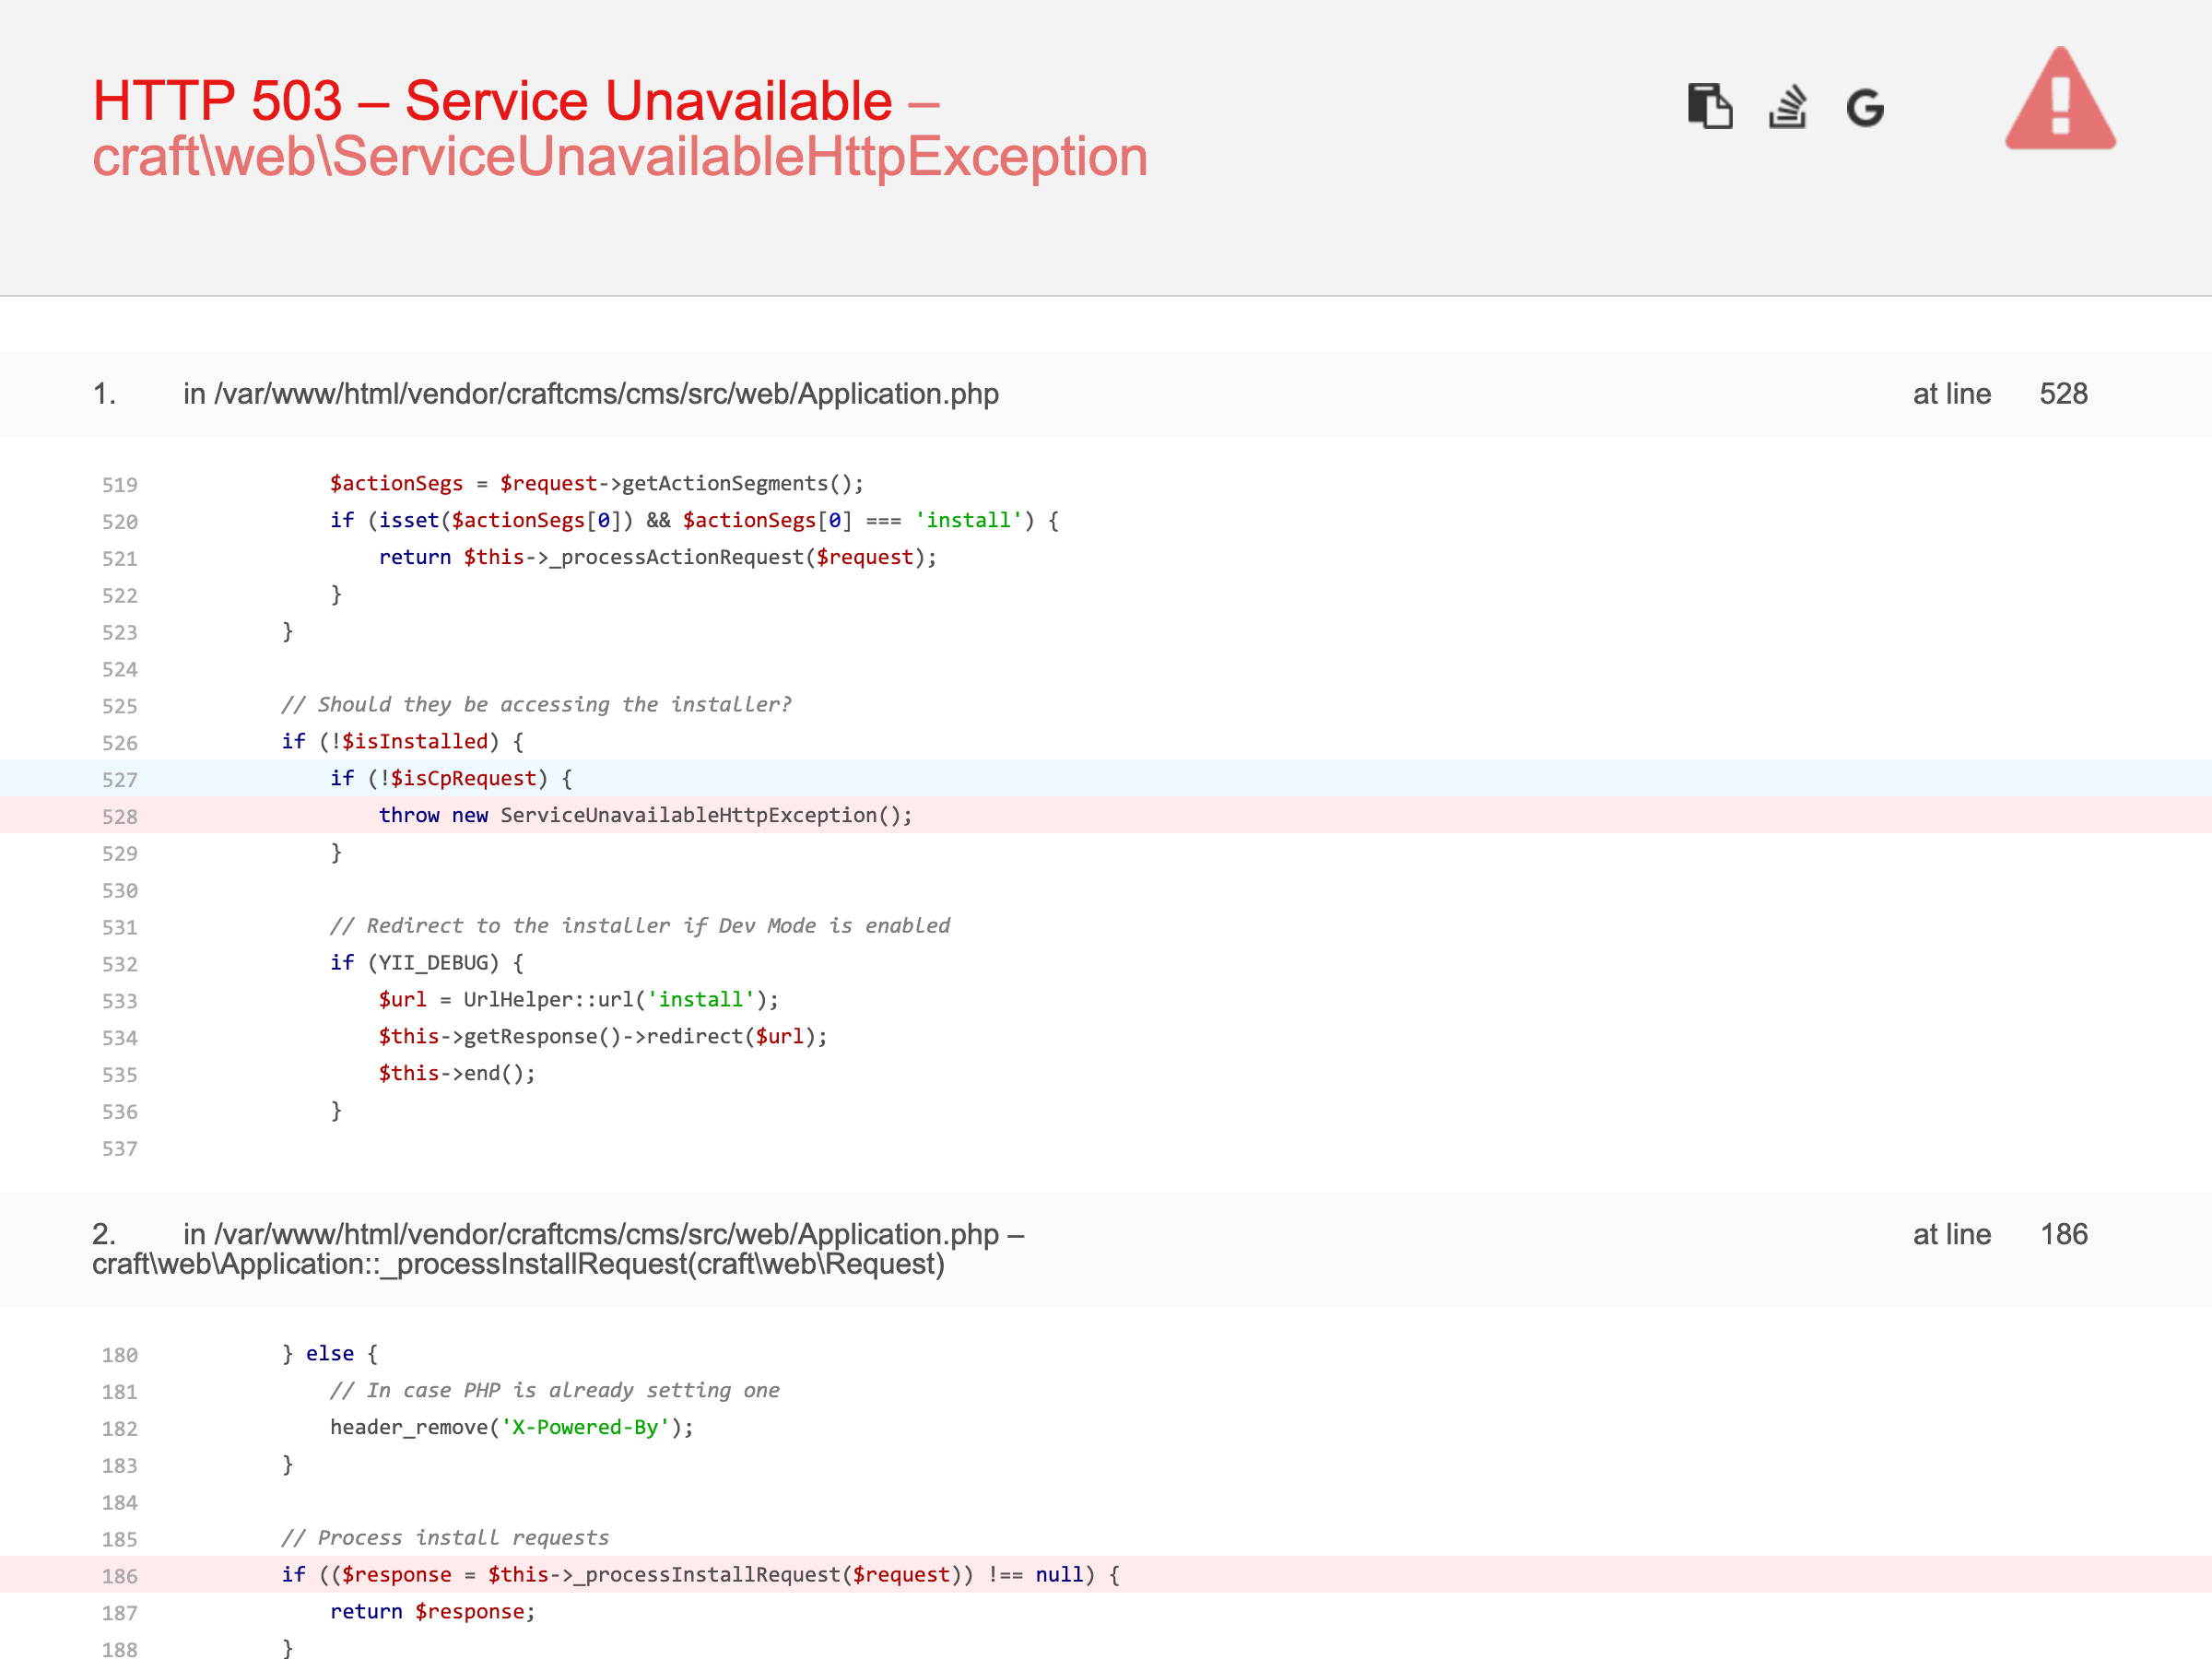 HTTP 503 – Service Unavailable –
craft\web\ServiceUnavailableHttpException
1. in /var/www/html/vendor/craftcms/cms/src/web/Application.php at line 528
519 $actionSegs = $request->getActionSegments();
520 if (isset($actionSegs[0]) && $actionSegs[0] === 'install') {
521 return $this->_processActionRequest($request);
522 }
523 }
524
525 // Should they be accessing the installer?
526 if (!$isInstalled) {
527 if (!$isCpRequest) {
528 throw new ServiceUnavailableHttpException();
529 }
530
531 // Redirect to the installer if Dev Mode is enabled
532 if (YII_DEBUG) {
533 $url = UrlHelper::url('install');
534 $this->getResponse()->redirect($url);
535 $this->end();
536 }
537
2. in /var/www/html/vendor/craftcms/cms/src/web/Application.php – at line 186
craft\web\Application::_processInstallRequest(craft\web\Request)
180 } else {
181 // In case PHP is already setting one
182 header_remove('X-Powered-By');
183 }
184
185 // Process install requests
186 if (($response = $this->_processInstallRequest($request)) !== null) {
187 return $response;
188 }